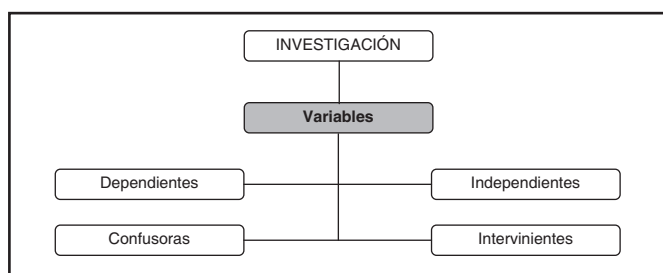 INVESTIGACIÓN
Variables
Dependientes
Independientes
Confusoras
Intervinientes